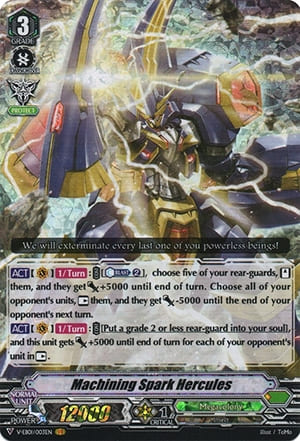 3
GRADE
PROTECT
We will exterminate every last one of you powerless beings!
ACT[ ] 1/Turn : [ 2], choose five of your rear-guards, [ ]
them, and they get +5000 until end of turn. Choose all of your
opponent's units, [ ] them, and they get -5000 until the end of your
opponent's next turn.
ACT[ ] 1/Turn : [Put a grade 2 or less rear-guard into your soul],
and this unit gets +5000 until end of turn for each of your opponent's
units in [ ].
Machining Spark Hercules
NORMAL UNIT
POWER 12000
1 CRITICAL
Megacolony
V-EB01/003EN
illust / ToMo